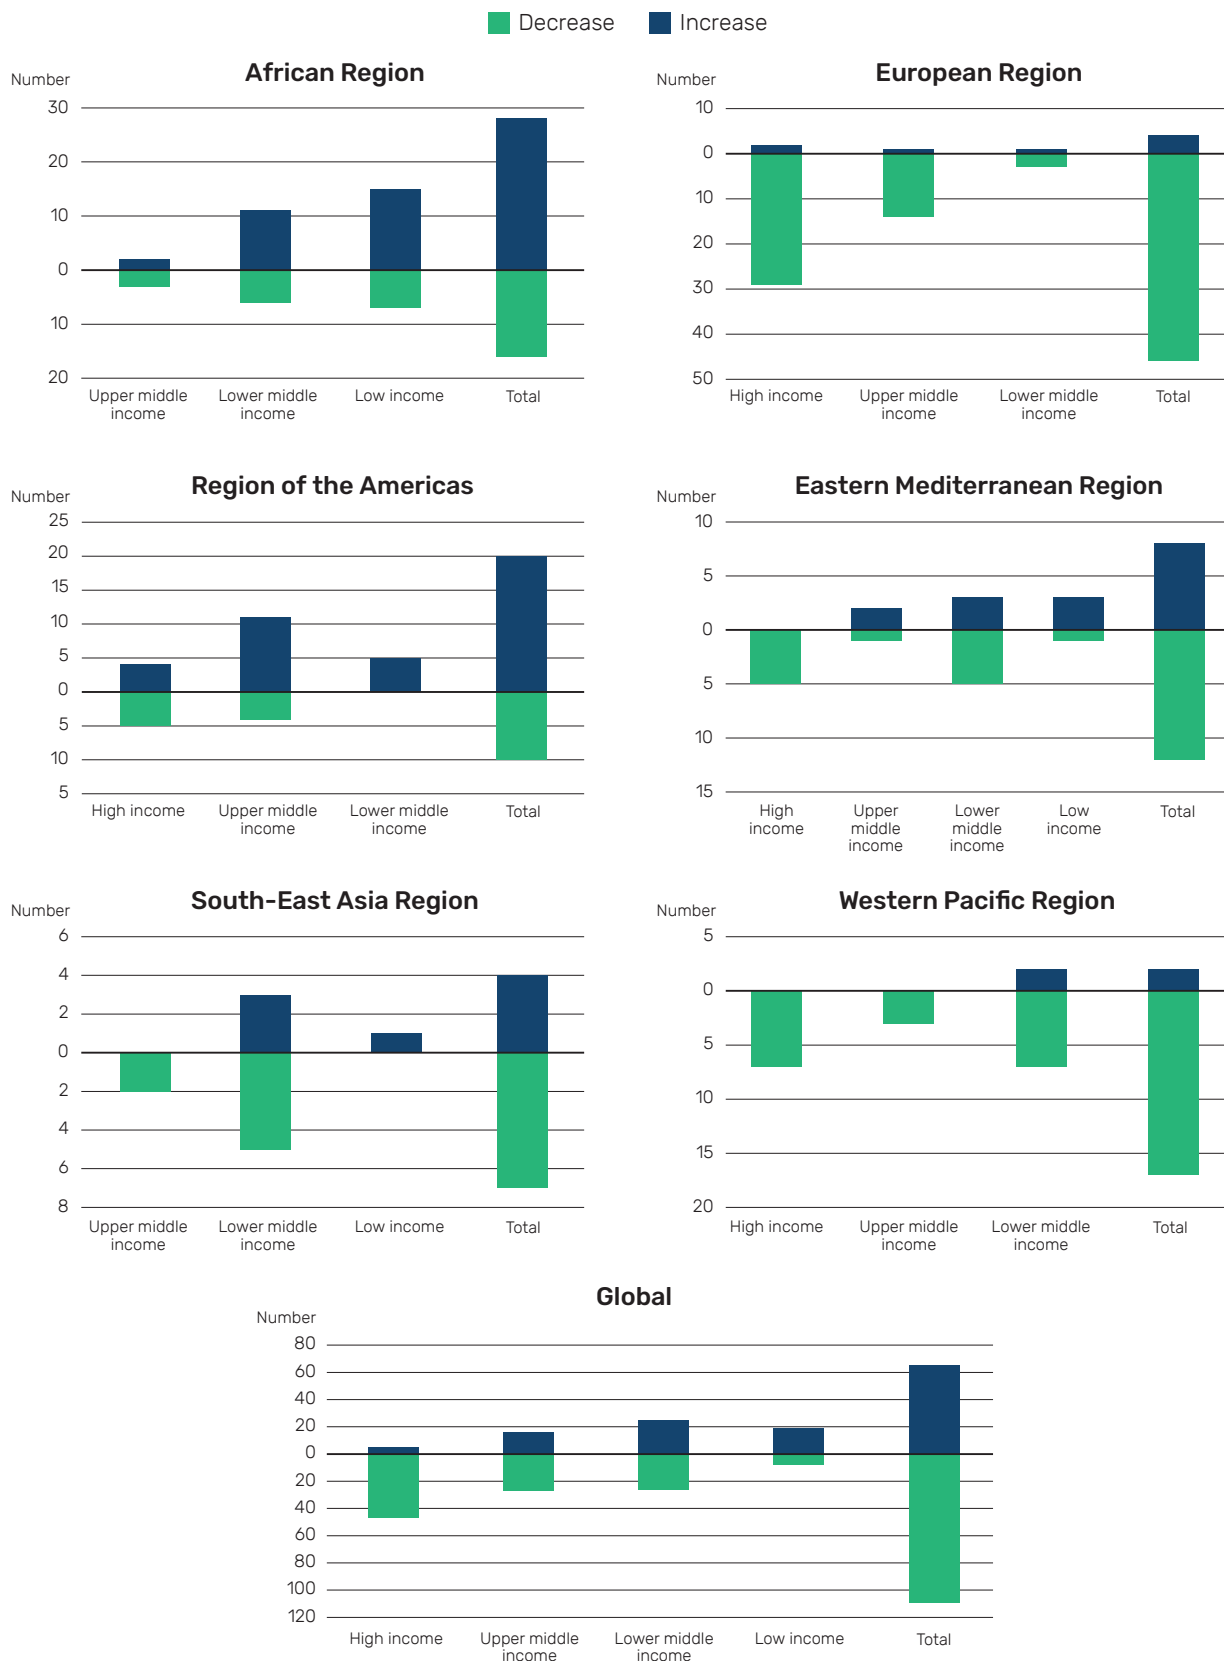 Decrease Increase
African Region
Number
30
20
10
0
10
20
Upper middle income Lower middle income Low income Total
European Region
Number
10
0
10
20
30
40
50
High income Upper middle income Lower middle income Total
Region of the Americas
Number
25
20
15
10
5
0
5
10
5
High income Upper middle income Lower middle income Total
Eastern Mediterranean Region
Number
10
5
0
5
10
15
High income Upper middle income Lower middle income Low income Total
South-East Asia Region
Number
6
4
2
0
2
4
6
8
Upper middle income Lower middle income Low income Total
Western Pacific Region
Number
5
0
5
10
15
20
High income Upper middle income Lower middle income Total
Global
Number
80
60
40
20
0
20
40
60
80
100
120
High income Upper middle income Lower middle income Low income Total